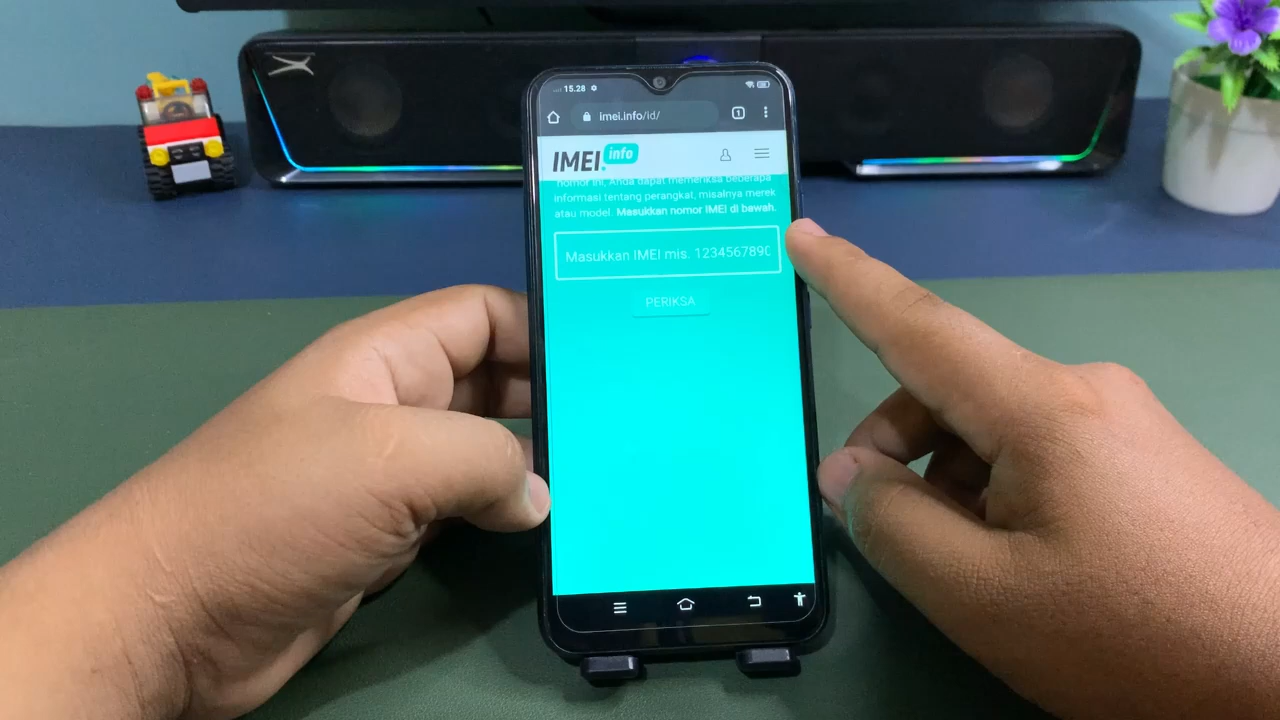 15.28
imei.info/id/
1
IMEI.info
nomor ini, Anda dapat memeriksa beberapa
informasi tentang perangkat, misalnya merek
atau model. Masukkan nomor IMEI di bawah.
Masukkan IMEI mis. 1234567890
PERIKSA